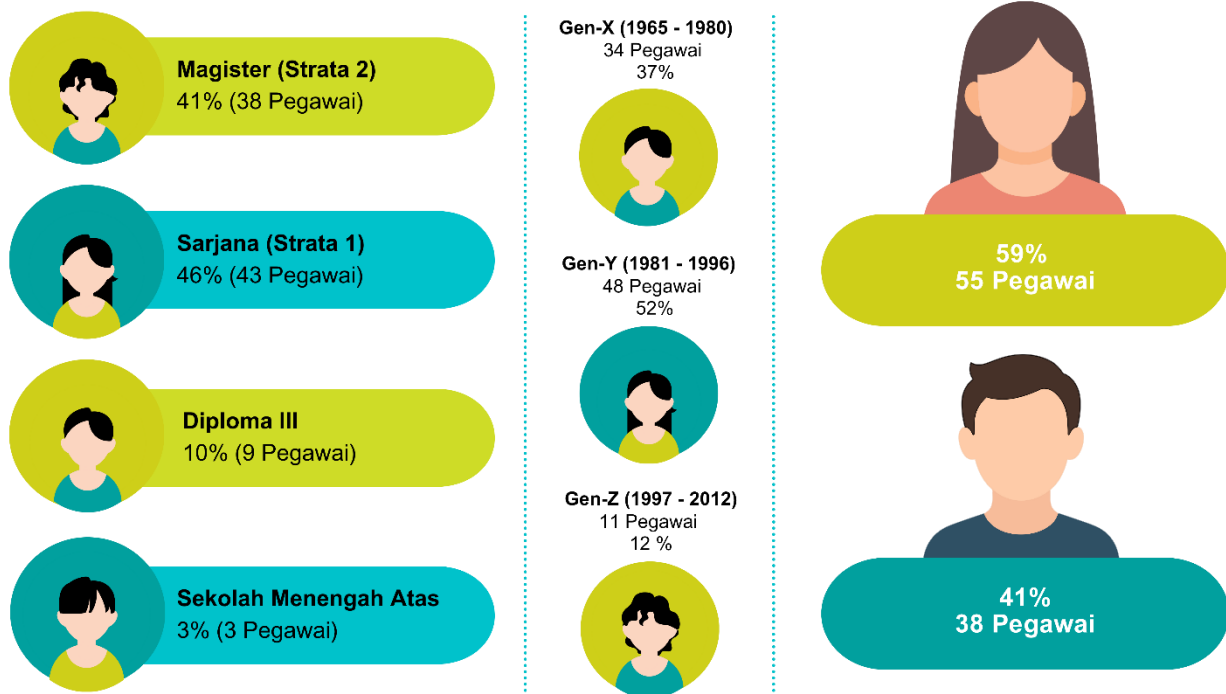 Magister (Strata 2)
41% (38 Pegawai)
Sarjana (Strata 1)
46% (43 Pegawai)
Diploma III
10% (9 Pegawai)
Sekolah Menengah Atas
3% (3 Pegawai)
Gen-X (1965 - 1980)
34 Pegawai
37%
Gen-Y (1981 - 1996)
48 Pegawai
52%
Gen-Z (1997 - 2012)
11 Pegawai
12 %
59%
55 Pegawai
41%
38 Pegawai